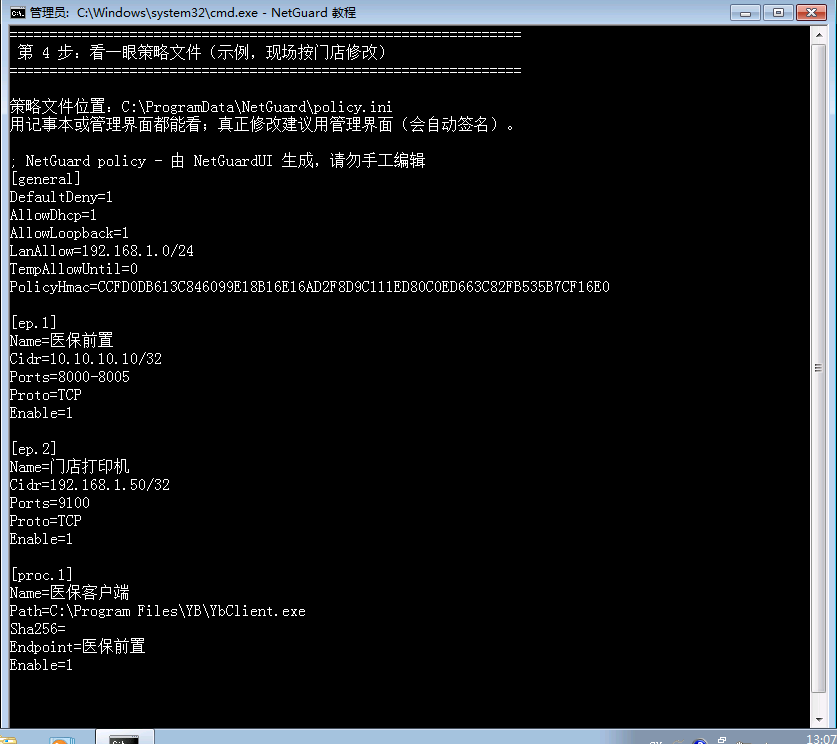 管理员: C:\Windows\system32\cmd.exe - NetGuard 教程
================================================================
第 4 步：看一眼策略文件（示例，现场按门店修改）
================================================================
策略文件位置：C:\ProgramData\NetGuard\policy.ini
用记事本或管理界面都能看；真正修改建议用管理界面（会自动签名）。
; NetGuard policy - 由 NetGuardUI 生成，请勿手工编辑
[general]
DefaultDeny=1
AllowDhcp=1
AllowLoopback=1
LanAllow=192.168.1.0/24
TempAllowUntil=0
PolicyHmac=CCFD0DB613C846099E18B16E16AD2F8D9C111ED80C0ED663C82FB535B7CF16E0
[ep.1]
Name=医保前置
Cidr=10.10.10.10/32
Ports=8000-8005
Proto=TCP
Enable=1
[ep.2]
Name=门店打印机
Cidr=192.168.1.50/32
Ports=9100
Proto=TCP
Enable=1
[proc.1]
Name=医保客户端
Path=C:\Program Files\YB\YbClient.exe
Sha256=
Endpoint=医保前置
Enable=1
13:07